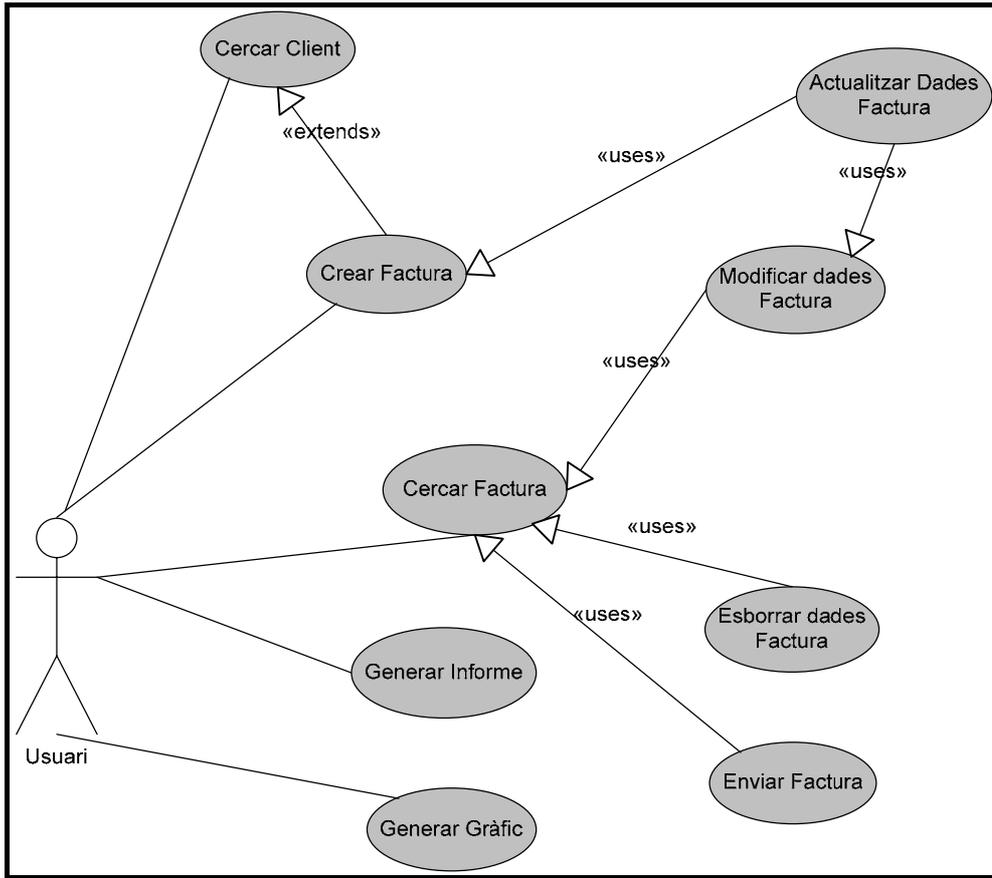 Cercar Client
Actualitzar Dades
Factura
«extends»
«uses»
«uses»
Crear Factura
Modificar dades
Factura
«uses»
Cercar Factura
«uses»
«uses»
Esborrar dades
Factura
Generar Informe
Usuari
Enviar Factura
Generar Gràfic